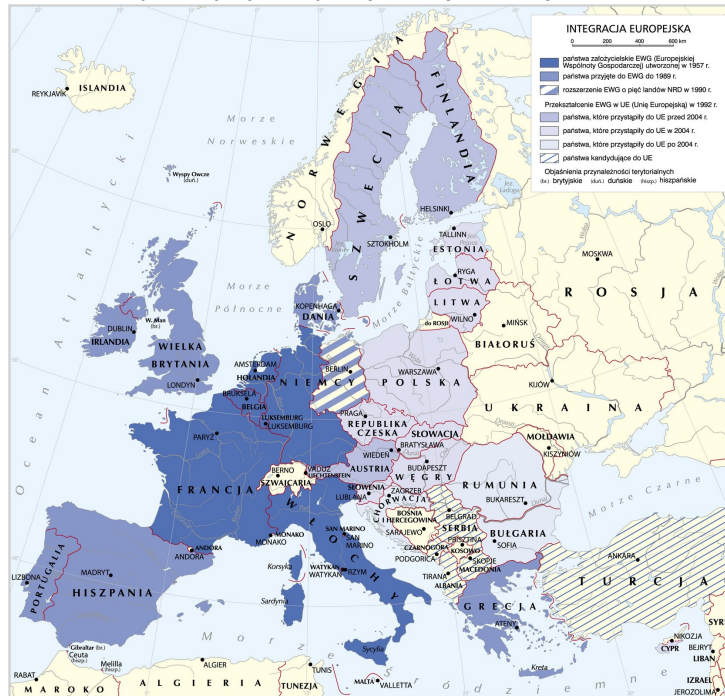 INTEGRACJA EUROPEJSKA
0 200 400 600 km
państwa założycielskie EWG (Europejskiej
Wspólnoty Gospodarczej) utworzonej w 1957 r.
państwa przyjęte do EWG do 1989 r.
rozszerzenie EWG o pięć landów NRD w 1990 r.
Przekształcenie EWG w UE (Unię Europejską) w 1992 r.
państwa, które przystąpiły do UE przed 2004 r.
państwa, które przystąpiły do UE w 2004 r.
państwa, które przystąpiły do UE po 2004 r.
państwa kandydujące do UE
Objaśnienia przynależności terytorialnych
(br.) brytyjskie (duń.) duńskie (hiszp.) hiszpańskie
ISLANDIA
REYKJAVÍK
Morze
Norweskie
Wyspy Owcze
(duń.)
Ocean Atlantycki
NORWEGIA
OSLO
SZWECJA
SZTOKHOLM
FINLANDIA
HELSINKI
Jez.
Ładoga
TALLINN
ESTONIA
RYGA
ŁOTWA
LITWA
WILNO
do ROSJI
Morze Bałtyckie
MOSKWA
ROSJA
MIŃSK
BIAŁORUŚ
Morze
Północne
KOPENHAGA
DANIA
W. Man
(br.)
DUBLIN
IRLANDIA
WIELKA
BRYTANIA
LONDYN
AMSTERDAM
HOLANDIA
BRUKSELA
BELGIA
LUKSEMBURG
LUKSEMBURG
NIEMCY
BERLIN
WARSZAWA
POLSKA
KIJÓW
UKRAINA
PRAGA
REPUBLIKA
CZESKA
SŁOWACJA
BRATYSŁAWA
WIEDEŃ
AUSTRIA
BUDAPESZT
WĘGRY
MOŁDAWIA
KISZYNIÓW
PARYŻ
FRANCJA
BERNO
SZWAJCARIA
VADUZ
LIECHTENSTEIN
SŁOWENIA
LUBLANA
ZAGRZEB
CHORWACJA
RUMUNIA
BUKARESZT
Morze Czarne
BOŚNIA
I HERCEGOWINA
SARAJEWO
BELGRAD
SERBIA
PRISZTINA
KOSOWO
CZARNOGÓRA
PODGORICA
SKOPJE
MACEDONIA
BUŁGARIA
SOFIA
TIRANA
ALBANIA
WŁOCHY
SAN MARINO
SAN
MARINO
MONAKO
MONAKO
WATYKAN
WATYKAN
RZYM
Korsyka
Sardynia
Sycylia
ANDORA
ANDORA
PORTUGALIA
LIZBONA
MADRYT
HISZPANIA
Gibraltar (br.)
Ceuta
(hiszp.)
Melilla
(hiszp.)
GRECJA
ATENY
Kreta
ANKARA
TURCJA
CYPR
NIKOZJA
SYR
BEJRUT
LIBAN
IZRAEL
JEROZOLIMA
Morze Śródziemne
RABAT
MAROKO
ALGIER
ALGIERIA
TUNIS
TUNEZJA
MALTA
VALLETTA